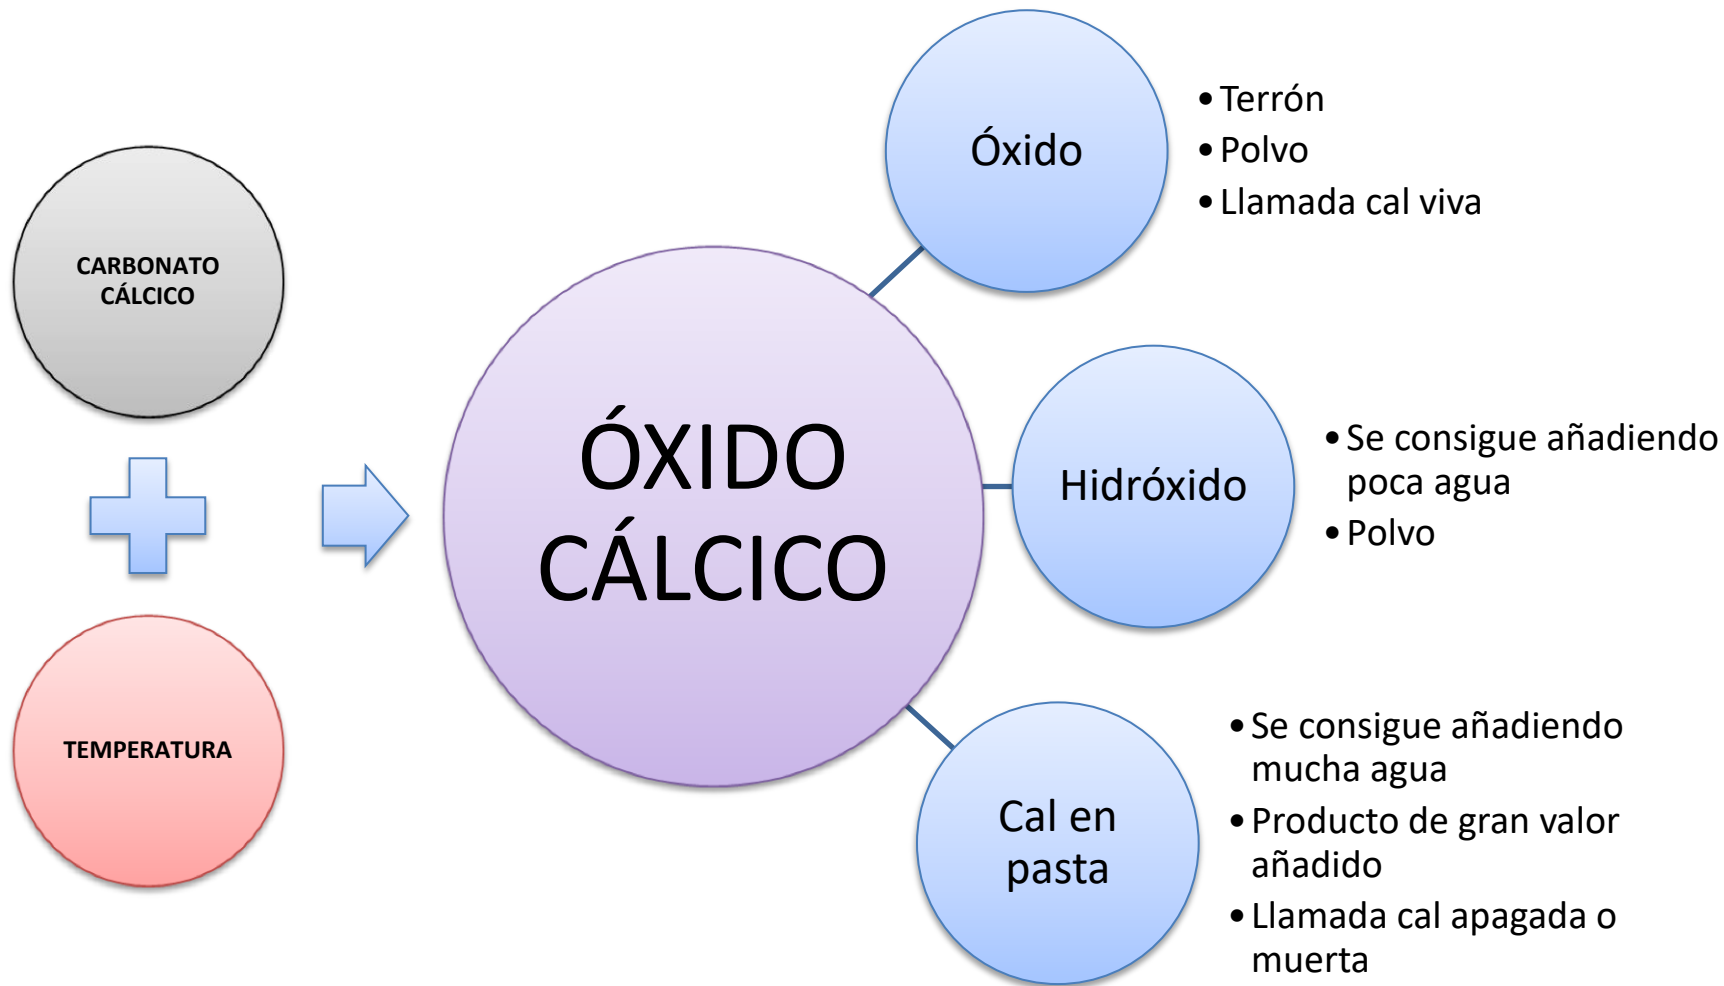 CARBONATO
CÁLCICO
TEMPERATURA
ÓXIDO
CÁLCICO
Óxido
• Terrón
• Polvo
• Llamada cal viva
Hidróxido
• Se consigue añadiendo
poca agua
• Polvo
Cal en
pasta
• Se consigue añadiendo
mucha agua
• Producto de gran valor
añadido
• Llamada cal apagada o
muerta